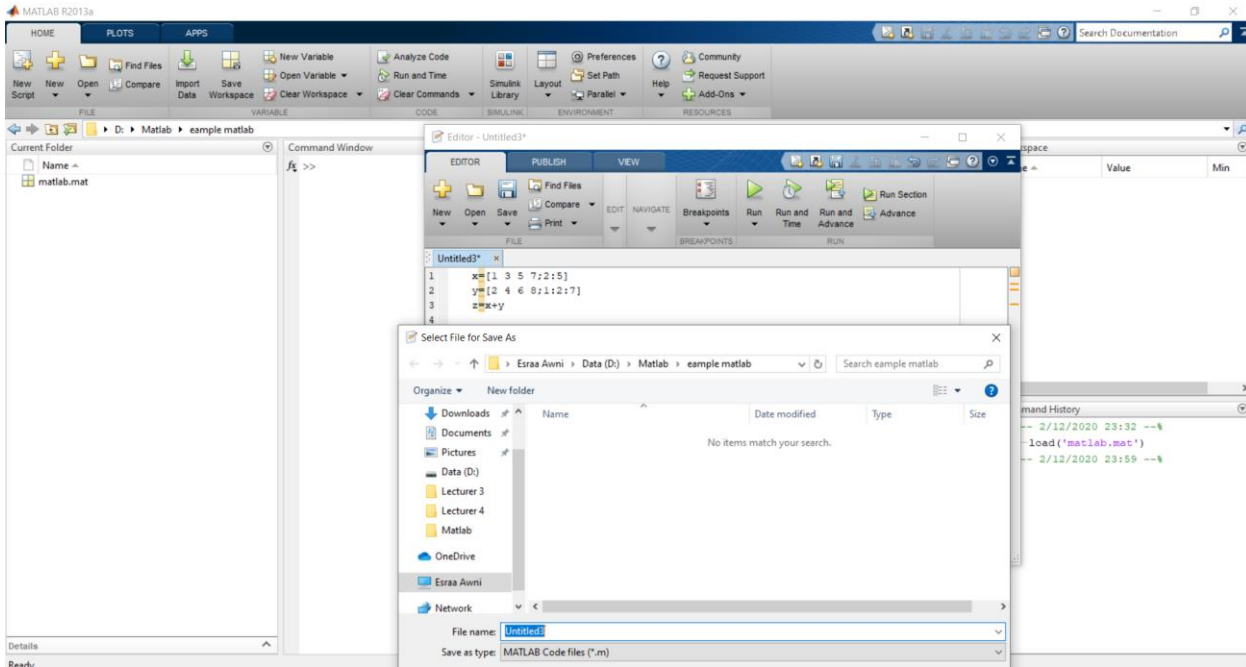 MATLAB R2013a
HOME PLOTS APPS
Search Documentation
New Script
New
Open
Find Files
Compare
Import Data
Save Workspace
New Variable
Open Variable
Clear Workspace
Analyze Code
Run and Time
Clear Commands
Simulink Library
Layout
Preferences
Set Path
Parallel
Help
Community
Request Support
Add-Ons
FILE VARIABLE CODE SIMULINK ENVIRONMENT RESOURCES
D: Matlab eample matlab
Current Folder
Name
matlab.mat
Command Window
fx >>
Editor - Untitled3*
EDITOR PUBLISH VIEW
New Open Save
Find Files
Compare
Print
EDIT NAVIGATE
Breakpoints
Run
Run and Time
Run and Advance
Run Section
Advance
FILE BREAKPOINTS RUN
Untitled3* ×
1 x=[1 3 5 7;2:5]
2 y=[2 4 6 8;1:2:7]
3 z=x+y
4
space
Value Min
Select File for Save As
Esraa Awni Data (D:) Matlab eample matlab
Search eample matlab
Organize New folder
Name Date modified Type Size
No items match your search.
Downloads
Documents
Pictures
Data (D:)
Lecturer 3
Lecturer 4
Matlab
OneDrive
Esraa Awni
Network
File name: Untitled3
Save as type: MATLAB Code files (*.m)
mand History
-- 2/12/2020 23:32 --%
load('matlab.mat')
-- 2/12/2020 23:59 --%
Details
Ready